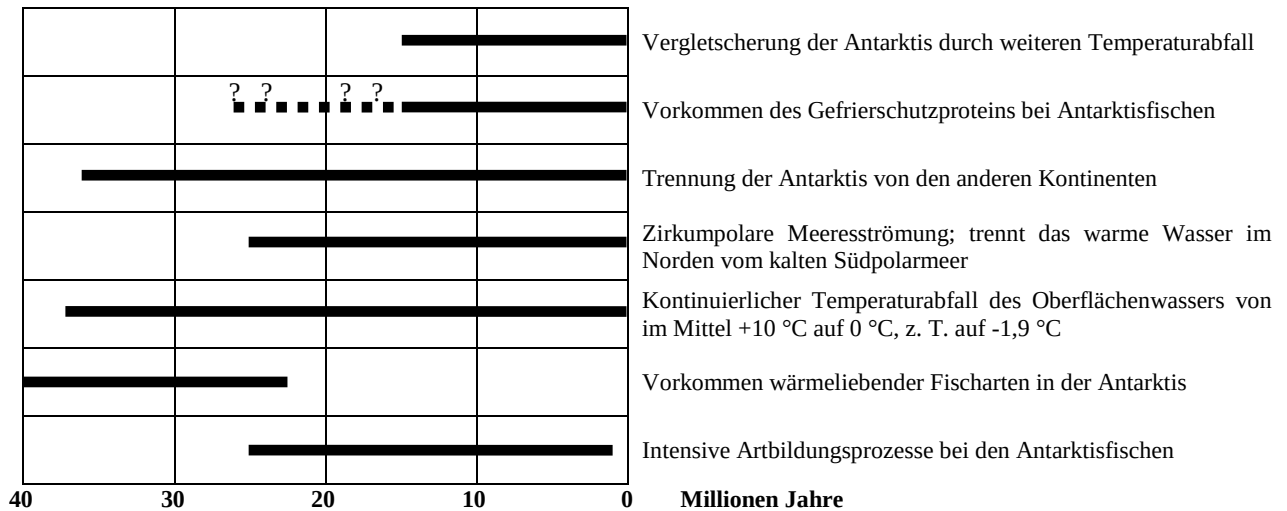 Vergletscherung der Antarktis durch weiteren Temperaturabfall
? ? ? ?
Vorkommen des Gefrierschutzproteins bei Antarktisfischen
Trennung der Antarktis von den anderen Kontinenten
Zirkumpolare Meeresströmung; trennt das warme Wasser im
Norden vom kalten Südpolarmeer
Kontinuierlicher Temperaturabfall des Oberflächenwassers von
im Mittel +10 °C auf 0 °C, z. T. auf -1,9 °C
Vorkommen wärmeliebender Fischarten in der Antarktis
Intensive Artbildungsprozesse bei den Antarktisfischen
40 30 20 10 0 Millionen Jahre